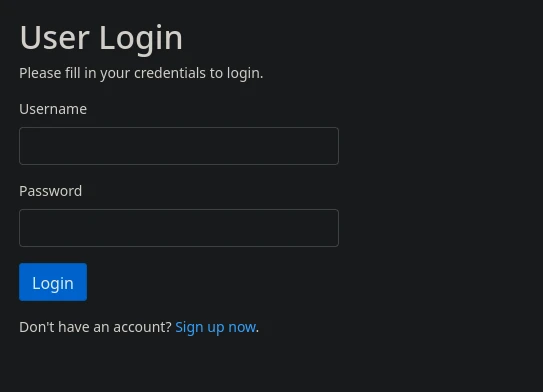 User Login
Please fill in your credentials to login.
Username
Password
Login
Don't have an account? Sign up now.